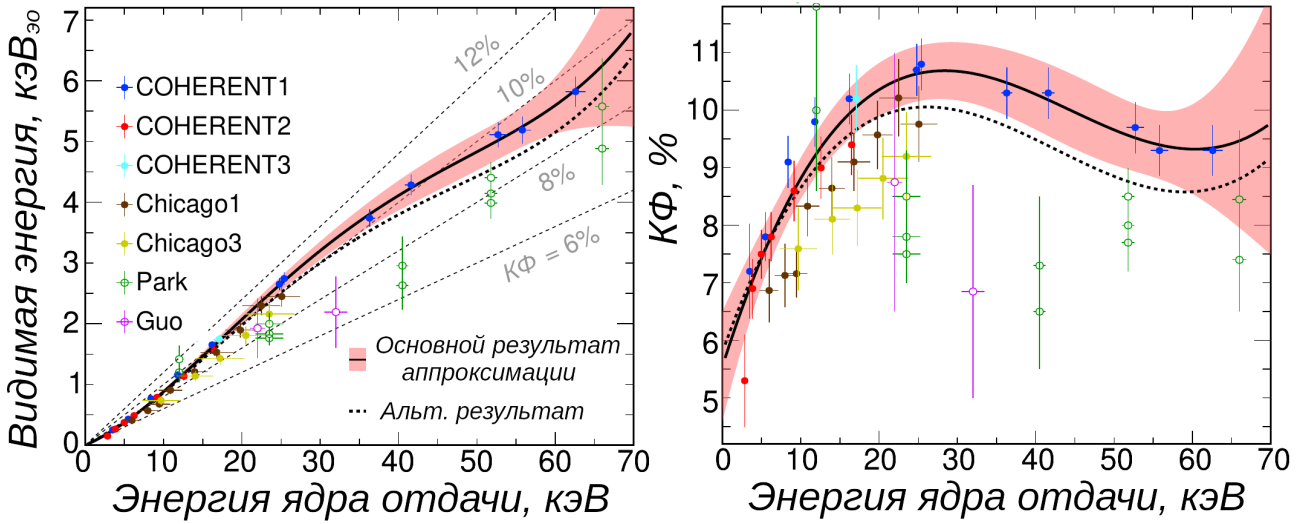 Видимая энергия, кэВэо
7
6
5
4
3
2
1
0
0
10
20
30
40
50
60
70
Энергия ядра отдачи, кэВ
COHERENT1
COHERENT2
COHERENT3
Chicago1
Chicago3
Park
Guo
12%
10%
8%
КФ = 6%
Основной результат
аппроксимации
Альт. результат
КФ, %
11
10
9
8
7
6
5
0
10
20
30
40
50
60
70
Энергия ядра отдачи, кэВ